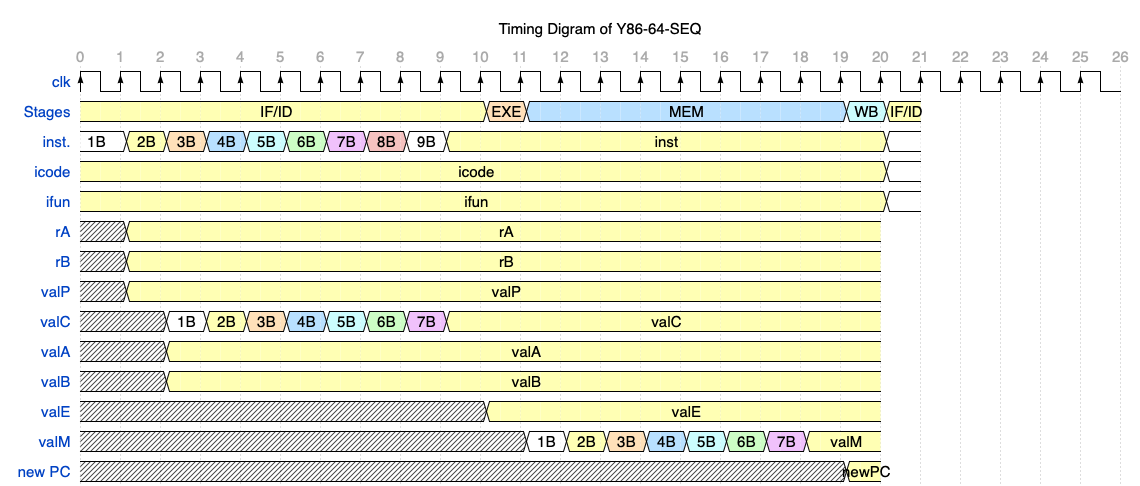 Timing Digram of Y86-64-SEQ
0 1 2 3 4 5 6 7 8 9 10 11 12 13 14 15 16 17 18 19 20 21 22 23 24 25 26
clk
Stages IF/ID EXE MEM WB IF/ID
inst. 1B 2B 3B 4B 5B 6B 7B 8B 9B inst
icode icode
ifun ifun
rA rA
rB rB
valP valP
valC 1B 2B 3B 4B 5B 6B 7B valC
valA valA
valB valB
valE valE
valM 1B 2B 3B 4B 5B 6B 7B valM
new PC newPC